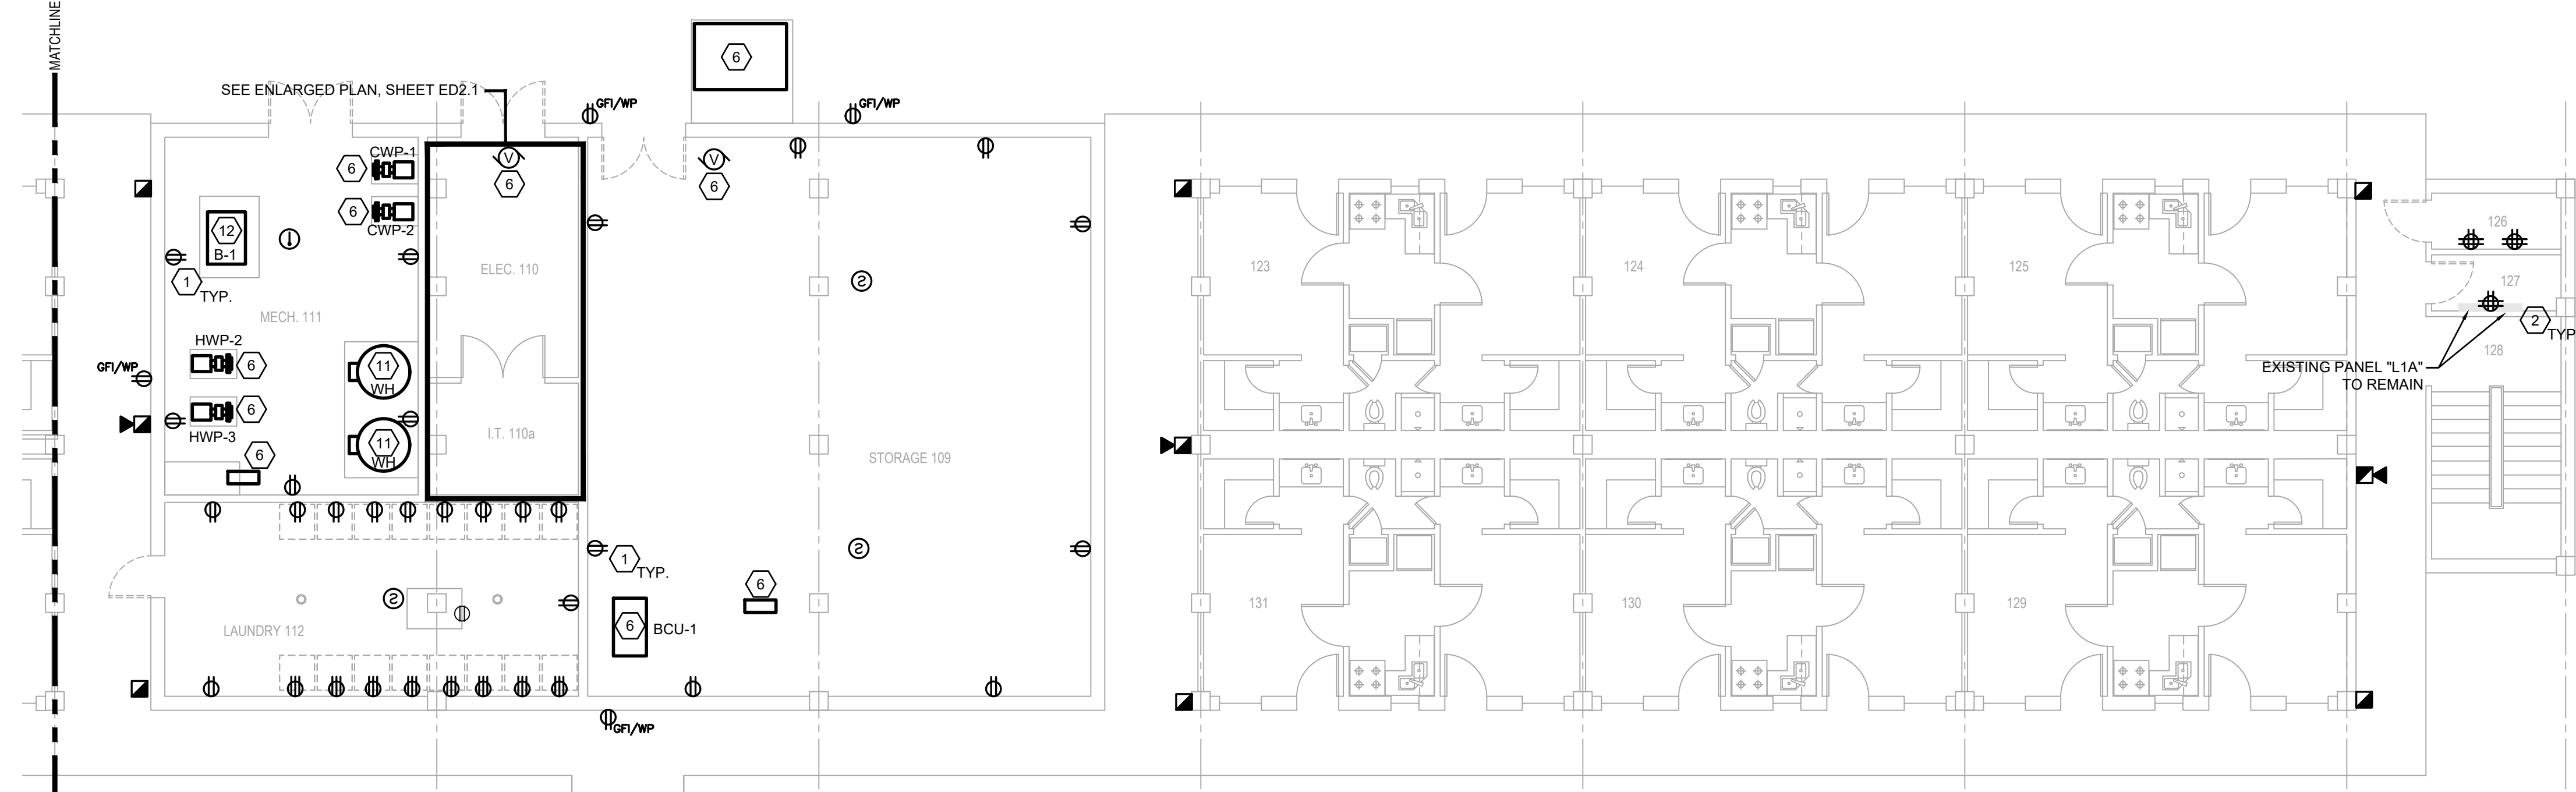 MATCHLINE
6
SEE ENLARGED PLAN, SHEET ED2.1
GFI/WP
GFI/WP
CWP-1
6
V
6
V
6
6
CWP-2
12
B-1
1
TYP.
MECH. 111
ELEC. 110
HWP-2
6
GFI/WP
11
WH
6
HWP-3
11
WH
6
I.T. 110a
S
STORAGE 109
S
1
TYP.
6
S
LAUNDRY 112
6
BCU-1
GFI/WP
123
124
125
126
127
2
TYP
128
EXISTING PANEL "L1A"
TO REMAIN
131
130
129